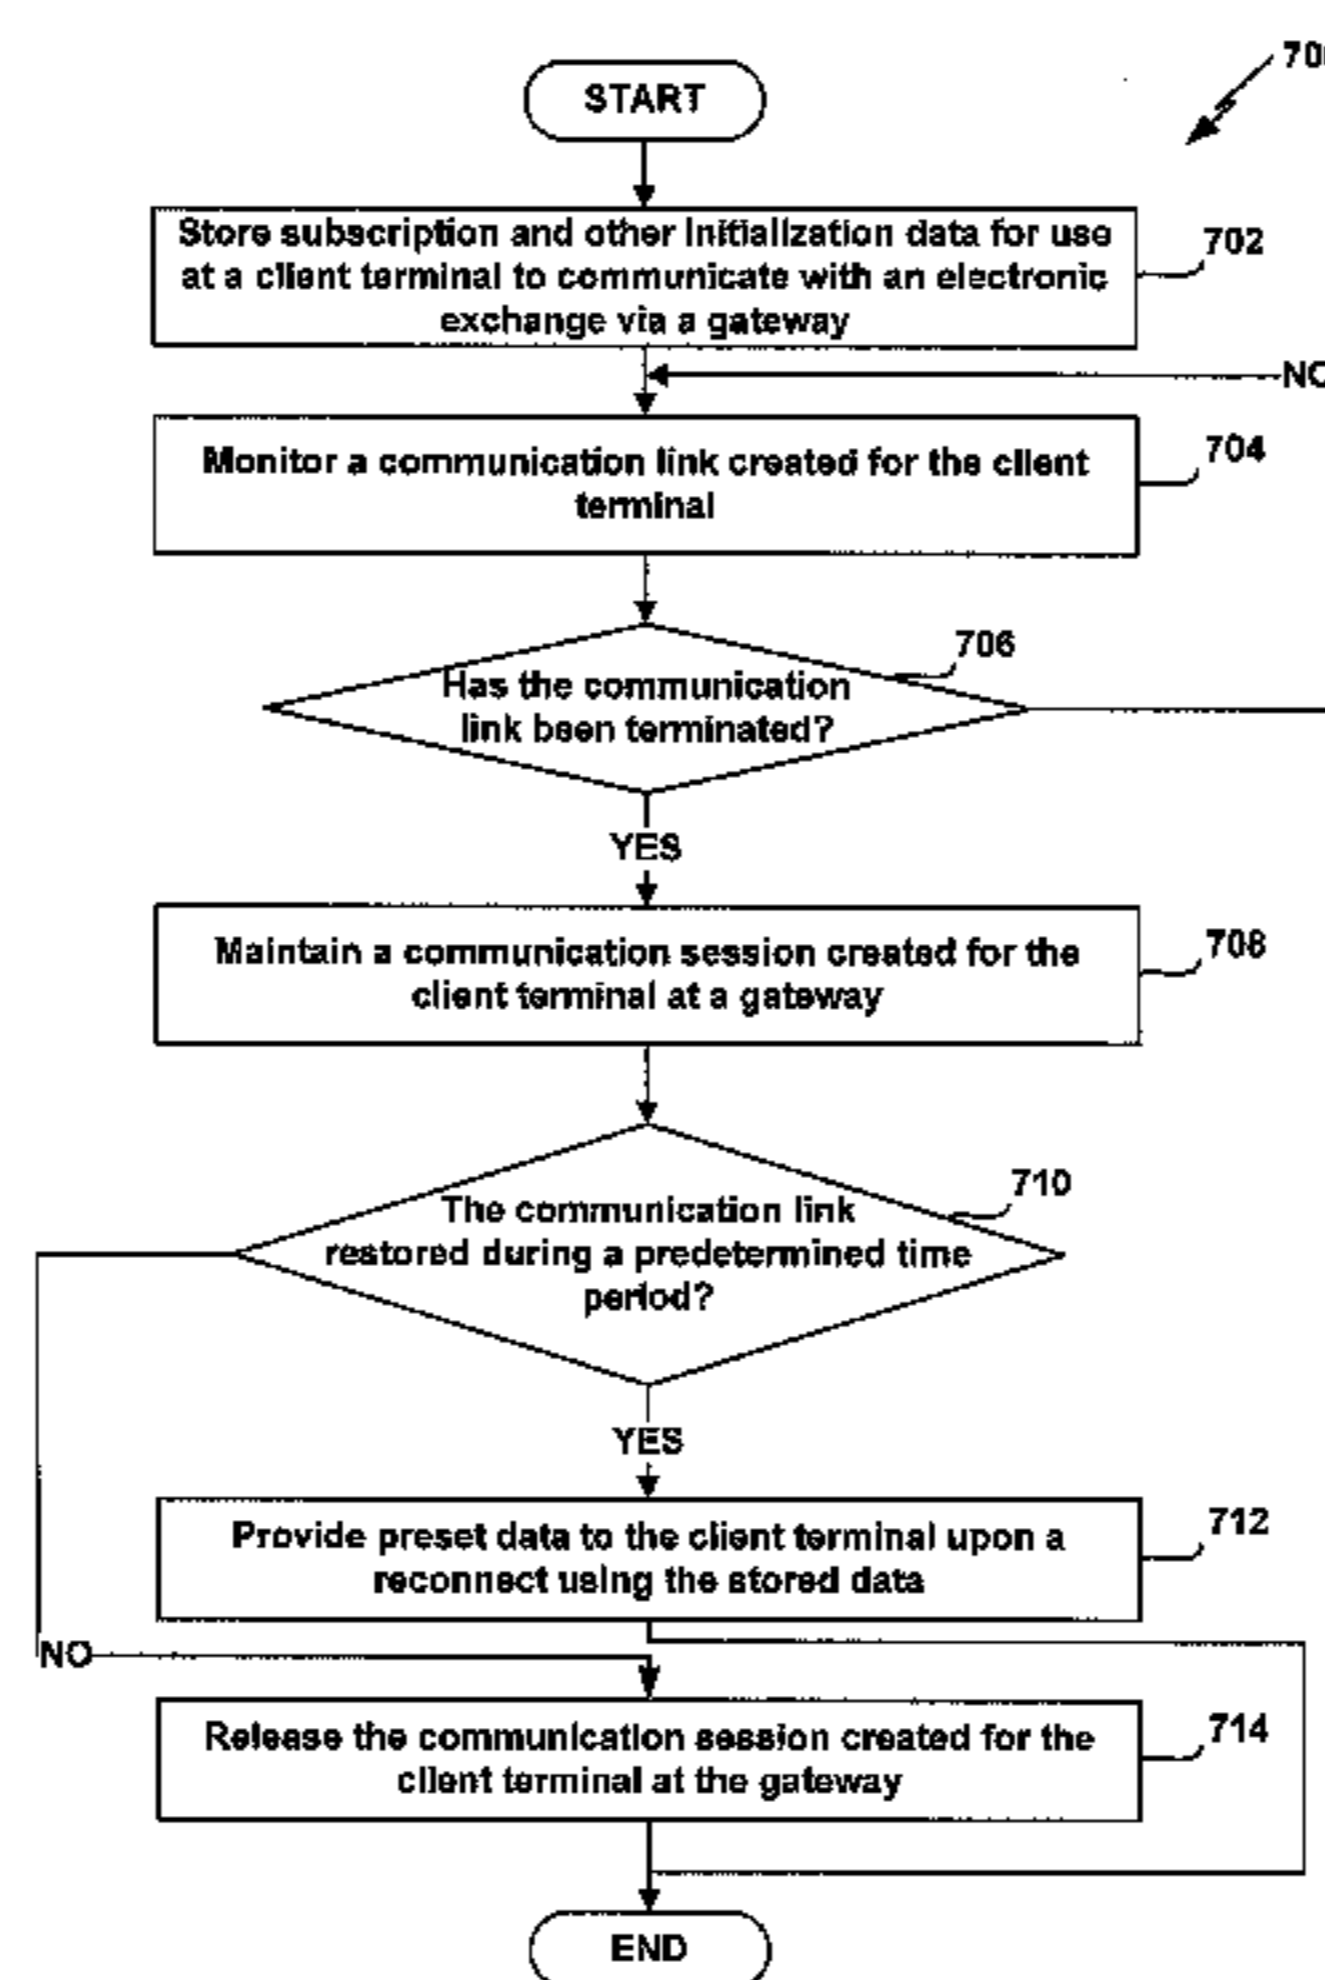 START
Store subscription and other initialization data for use
at a client terminal to communicate with an electronic
exchange via a gateway
702
NO
Monitor a communication link created for the client
terminal
704
706
Has the communication
link been terminated?
YES
Maintain a communication session created for the
client terminal at a gateway
708
710
The communication link
restored during a predetermined time
period?
YES
Provide preset data to the client terminal upon a
reconnect using the stored data
712
NO
Release the communication session created for the
client terminal at the gateway
714
END